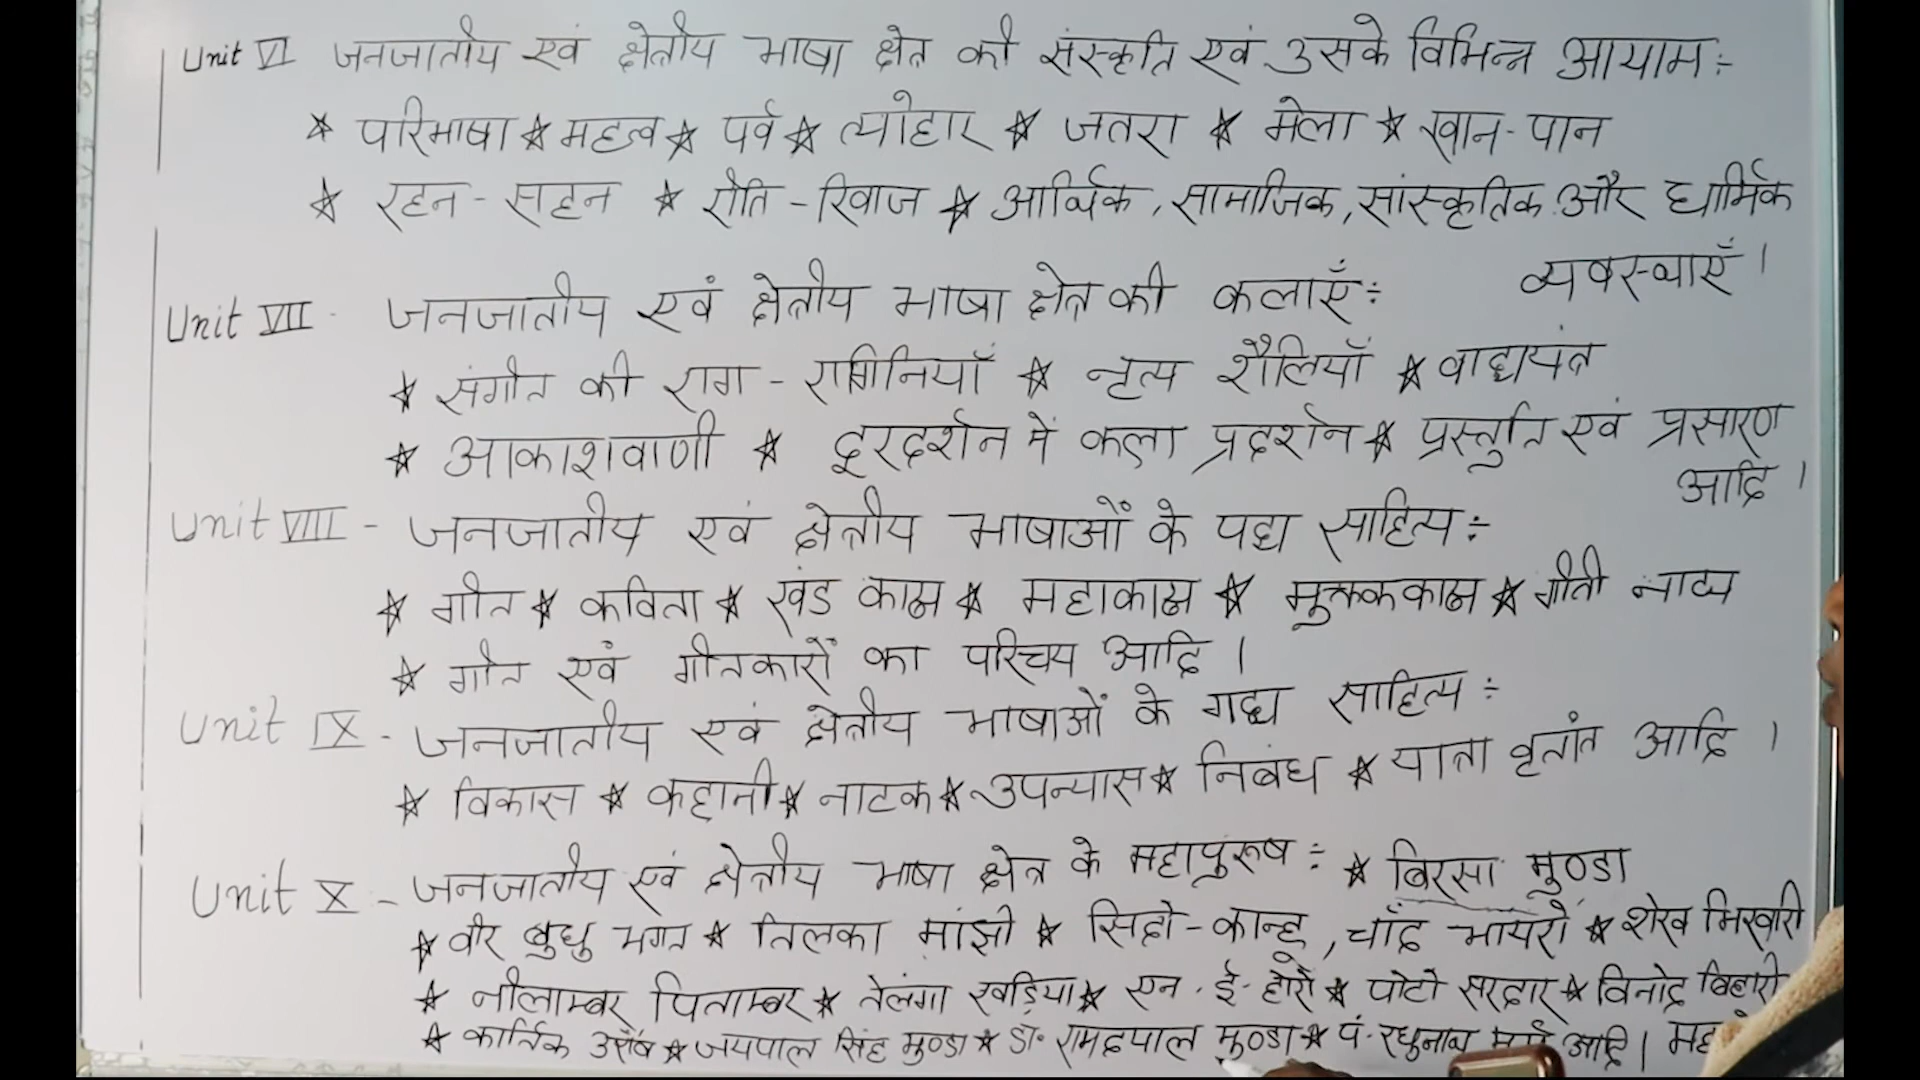 Unit VI जनजातीय एवं क्षेत्रीय भाषा क्षेत्र की संस्कृति एवं उसके विभिन्न आयाम :-
★ परिभाषा ★ महत्व ★ पर्व ★ त्योहार ★ जतरा ★ मेला ★ खान-पान
★ रहन-सहन ★ रीति-रिवाज ★ आर्थिक, सामाजिक, सांस्कृतिक और धार्मिक
व्यवस्थाएँ ।
Unit VII - जनजातीय एवं क्षेत्रीय भाषा क्षेत्र की कलाएँ :-
★ संगीत की राग-रागिनियाँ ★ नृत्य शैलियाँ ★ वाद्ययंत्र
★ आकाशवाणी ★ दूरदर्शन में कला प्रदर्शन ★ प्रस्तुति एवं प्रसारण
आदि ।
Unit VIII - जनजातीय एवं क्षेत्रीय भाषाओं के पद्य साहित्य :-
★ गीत ★ कविता ★ खंड काव्य ★ महाकाव्य ★ मुक्तककाव्य ★ गीती नाट्य
★ गीत एवं गीतकारों का परिचय आदि ।
Unit IX - जनजातीय एवं क्षेत्रीय भाषाओं के गद्य साहित्य :-
★ विकास ★ कहानी ★ नाटक ★ उपन्यास ★ निबंध ★ यात्रा वृतांत आदि ।
Unit X - जनजातीय एवं क्षेत्रीय भाषा क्षेत्र के महापुरूष :- ★ बिरसा मुण्डा
★ वीर बुधु भगत ★ तिलका मांझी ★ सिदो-कान्हू, चाँद भायरो ★ शेख भिखारी
★ नीलाम्बर पिताम्बर ★ तेलंगा खड़िया ★ एन. ई. होरो ★ पोटो सरदार ★ विनोद बिहारी
★ कार्तिक उराँव ★ जयपाल सिंह मुण्डा ★ डॉ. रामदयाल मुण्डा ★ पं. रघुनाथ आदि ।